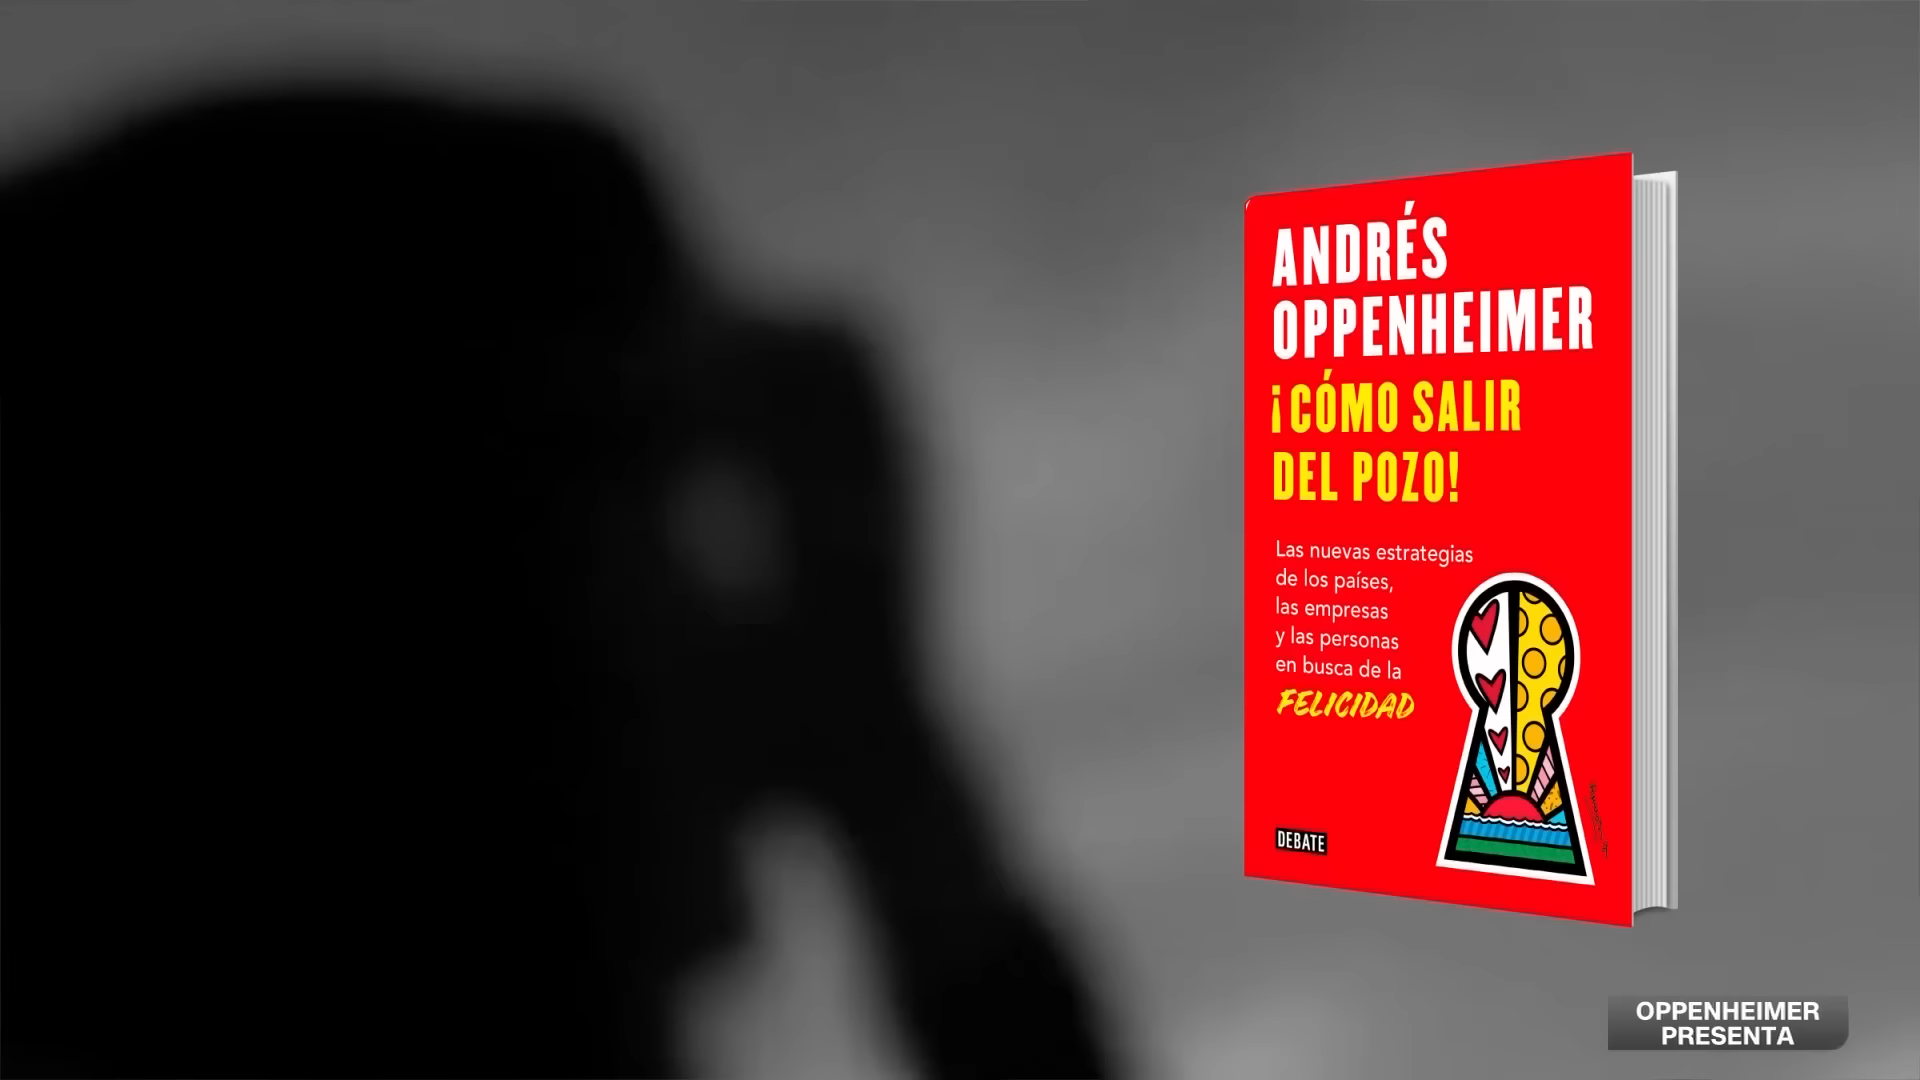 ANDRÉS
OPPENHEIMER
¡CÓMO SALIR
DEL POZO!
Las nuevas estrategias
de los países,
las empresas
y las personas
en busca de la
FELICIDAD
DEBATE
OPPENHEIMER
PRESENTA